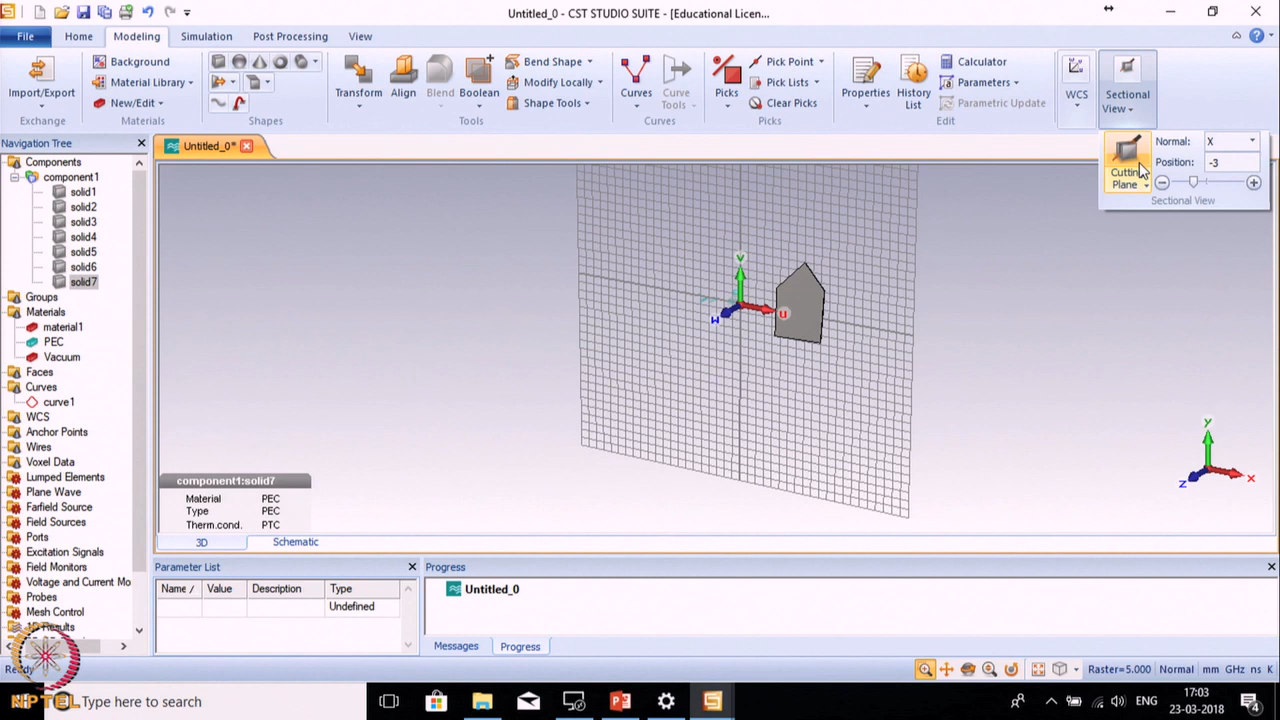 Untitled_0 - CST STUDIO SUITE - [Educational Licen...
File Home Modeling Simulation Post Processing View
Import/Export
Exchange
Background
Material Library
New/Edit
Materials
Shapes
Transform
Align
Blend
Boolean
Bend Shape
Modify Locally
Shape Tools
Tools
Curves
Curve Tools
Curves
Picks
Pick Point
Pick Lists
Clear Picks
Picks
Properties
History List
Calculator
Parameters
Parametric Update
Edit
WCS
Sectional View
Cutting Plane
Normal: X
Position: -3
Sectional View
Navigation Tree
Components
component1
solid1
solid2
solid3
solid4
solid5
solid6
solid7
Groups
Materials
material1
PEC
Vacuum
Faces
Curves
curve1
WCS
Anchor Points
Wires
Voxel Data
Lumped Elements
Plane Wave
Farfield Source
Field Sources
Ports
Excitation Signals
Field Monitors
Voltage and Current Mo
Probes
Mesh Control
1D Results
Untitled_0*
v
u
w
y
x
z
component1:solid7
Material PEC
Type PEC
Therm.cond. PTC
3D Schematic
Parameter List
Name Value Description Type
Undefined
Progress
Untitled_0
Messages Progress
Raster=5.000 Normal mm GHz ns K
NPTEL
Type here to search
ENG
17:03
23-03-2018
4